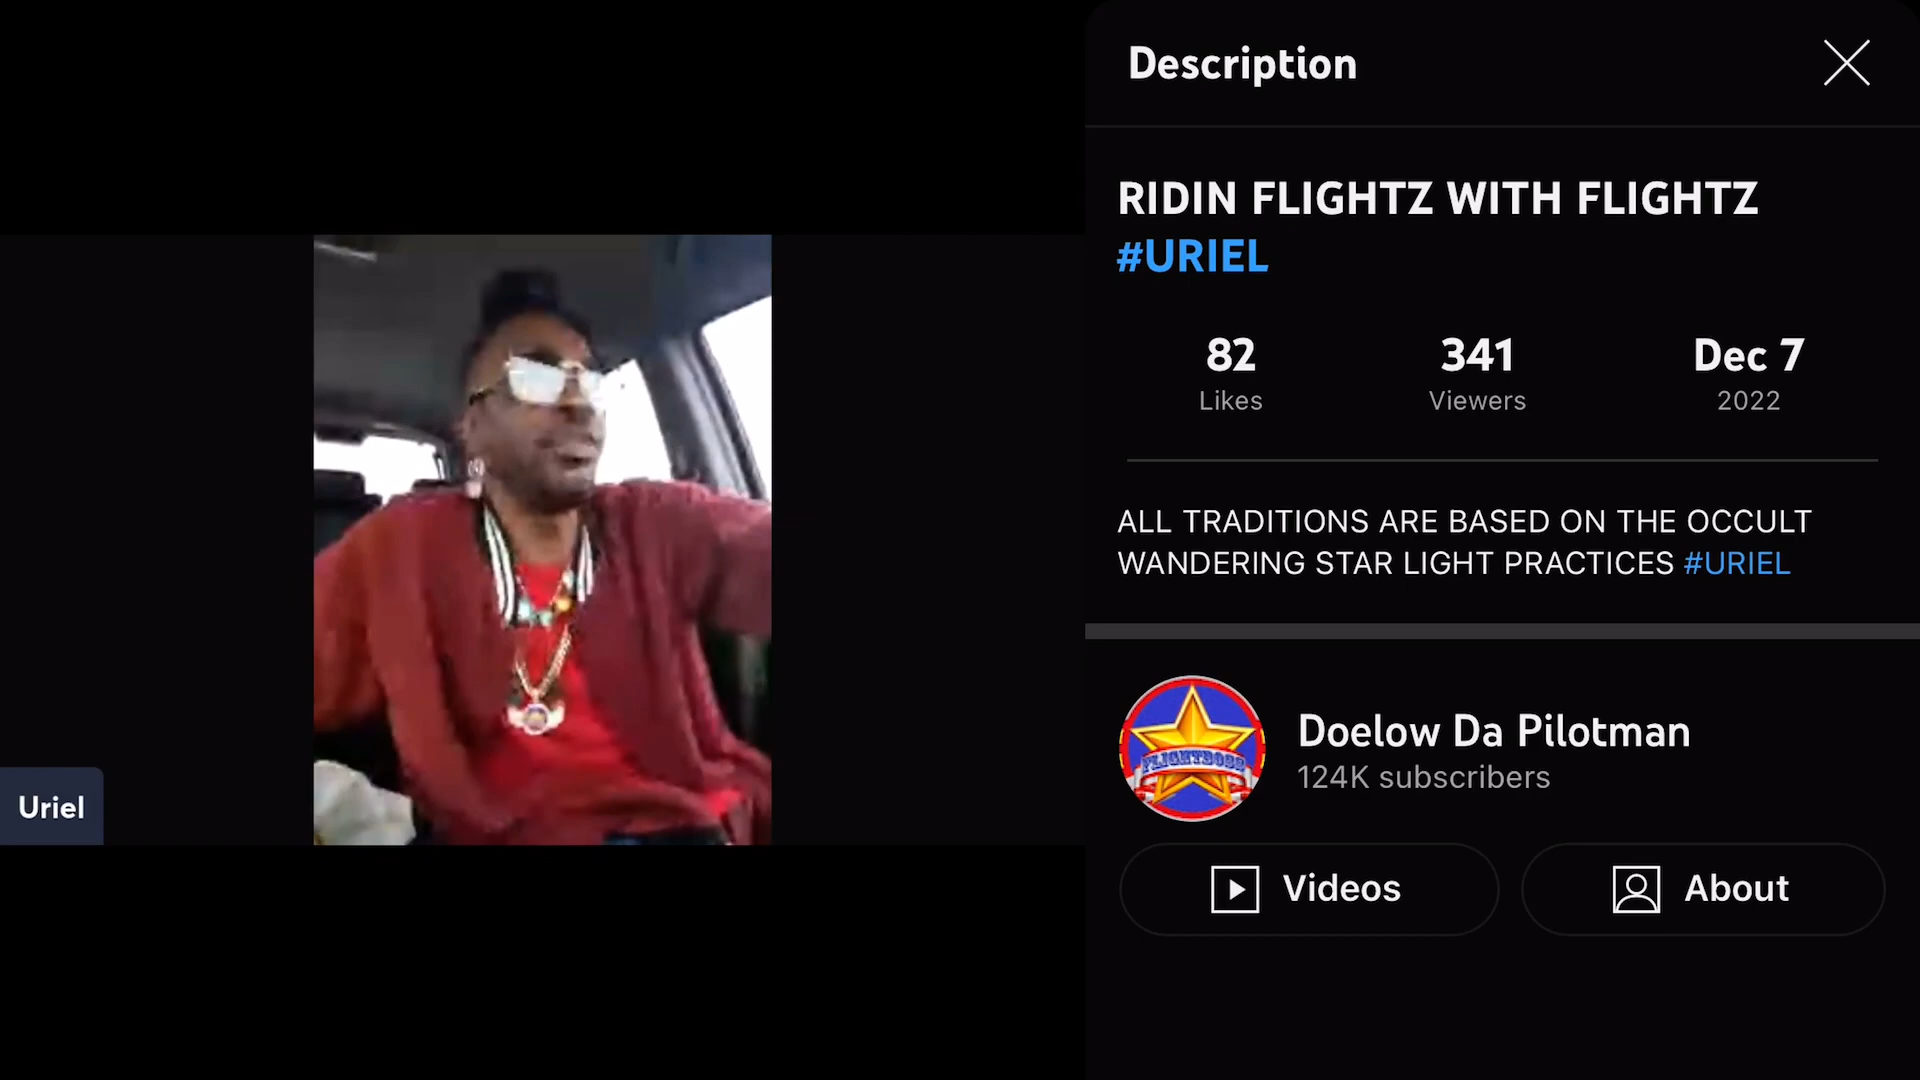 Description
RIDIN FLIGHTZ WITH FLIGHTZ
#URIEL
82
Likes
341
Viewers
Dec 7
2022
ALL TRADITIONS ARE BASED ON THE OCCULT
WANDERING STAR LIGHT PRACTICES #URIEL
FLIGHTBOSS
Doelow Da Pilotman
124K subscribers
Videos
About
Uriel